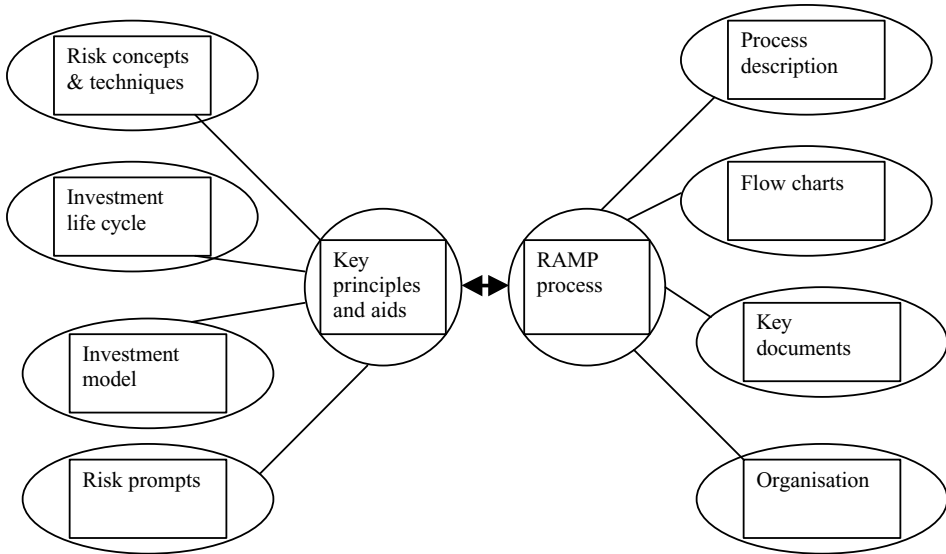 Risk concepts
& techniques
Investment
life cycle
Investment
model
Risk prompts
Key
principles
and aids
RAMP
process
Process
description
Flow charts
Key
documents
Organisation